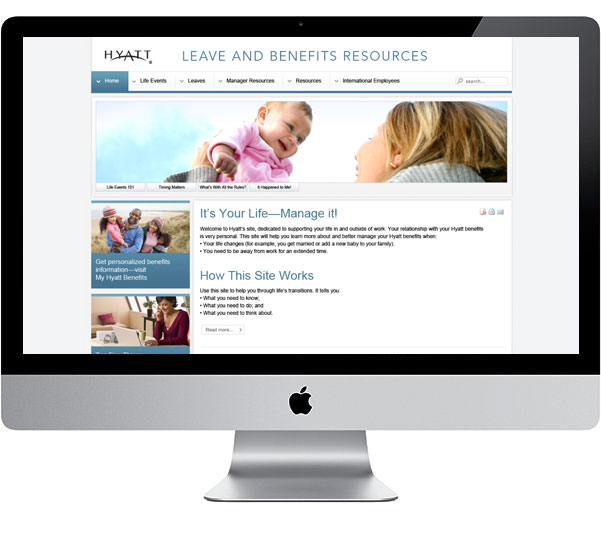 HYATT
LEAVE AND BENEFITS RESOURCES
Home
Life Events
Leaves
Manager Resources
Resources
International Employees
search...
Life Events 101
Timing Matters
What's With All the Rules?
It Happened to Me!
Get personalized benefits
information—visit
My Hyatt Benefits
It's Your Life—Manage it!
Welcome to Hyatt's site, dedicated to supporting your life in and outside of work. Your relationship with your Hyatt benefits
is very personal. This site will help you learn more about and better manage your Hyatt benefits when:
• Your life changes (for example, you get married or add a new baby to your family).
• You need to be away from work for an extended time.
How This Site Works
Use this site to help you through life's transitions. It tells you:
• What you need to know;
• What you need to do; and
• What you need to think about.
Read more...